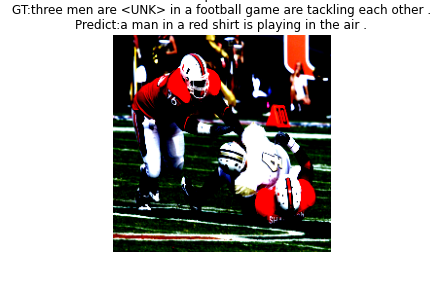 GT:three men are <UNK> in a football game are tackling each other .
Predict:a man in a red shirt is playing in the air .
4